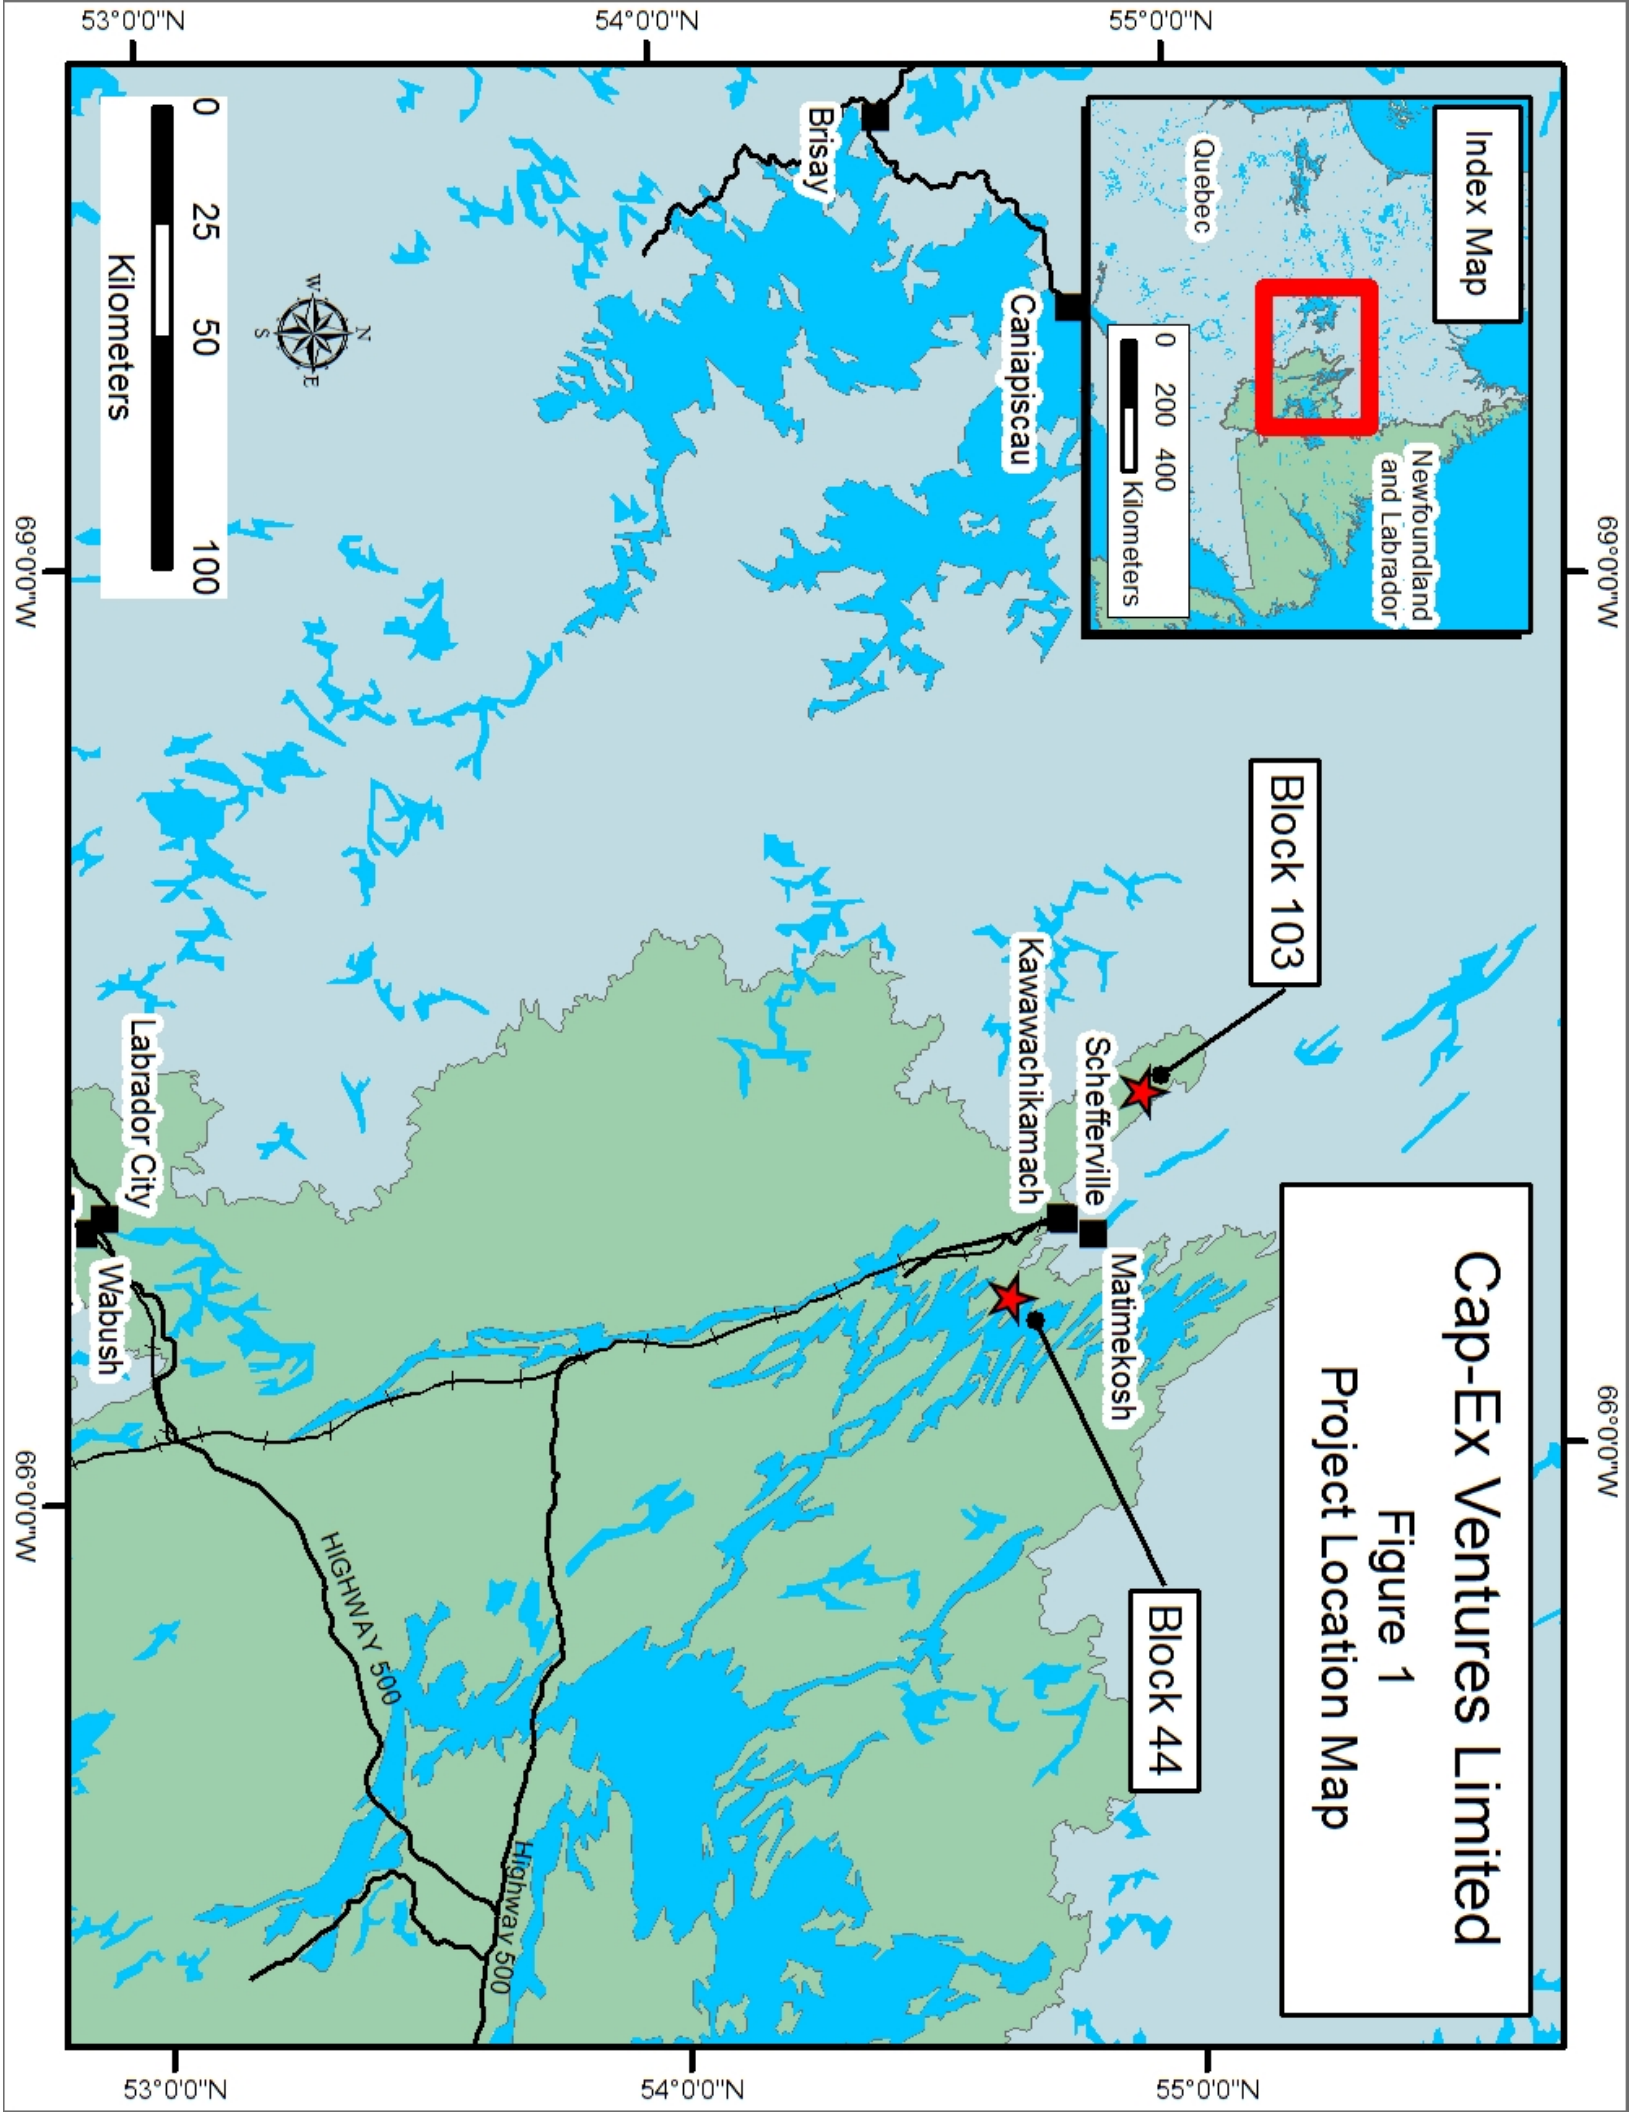 Cap-Ex Ventures Limited
Figure 1
Project Location Map
Index Map
Quebec
Newfoundland
and Labrador
0 200 400
Kilometers
69°0'0"W
66°0'0"W
55°0'0"N
54°0'0"N
53°0'0"N
Block 103
Block 44
Schefferville
Kawawachikamach
Matimekosh
Caniapiscau
Brisay
Labrador City
Wabush
HIGHWAY 500
Highway 500
N
W
E
S
0 25 50 100
Kilometers
69°0'0"W
66°0'0"W
55°0'0"N
54°0'0"N
53°0'0"N